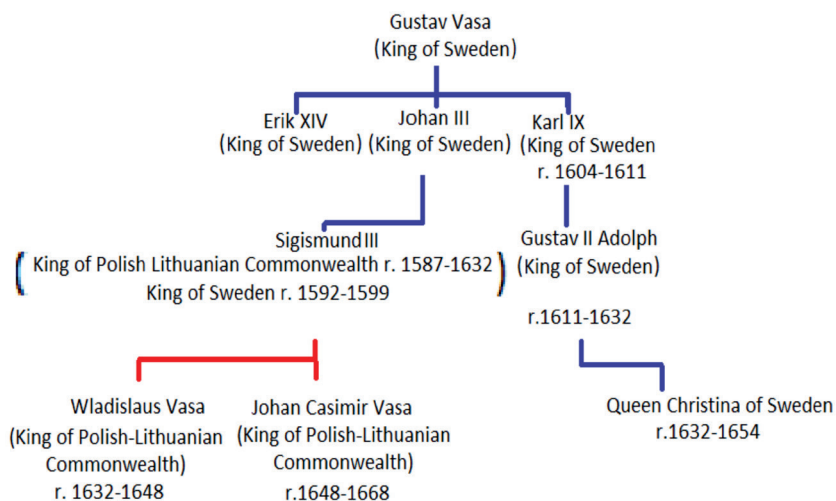 Gustav Vasa
(King of Sweden)
Erik XIV
(King of Sweden)
Johan III
(King of Sweden)
Karl IX
(King of Sweden
r. 1604-1611
Sigismund III
(King of Polish Lithuanian Commonwealth r. 1587-1632
King of Sweden r. 1592-1599)
Gustav II Adolph
(King of Sweden)
r.1611-1632
Wladislaus Vasa
(King of Polish-Lithuanian
Commonwealth)
r. 1632-1648
Johan Casimir Vasa
(King of Polish-Lithuanian
Commonwealth)
r.1648-1668
Queen Christina of Sweden
r.1632-1654